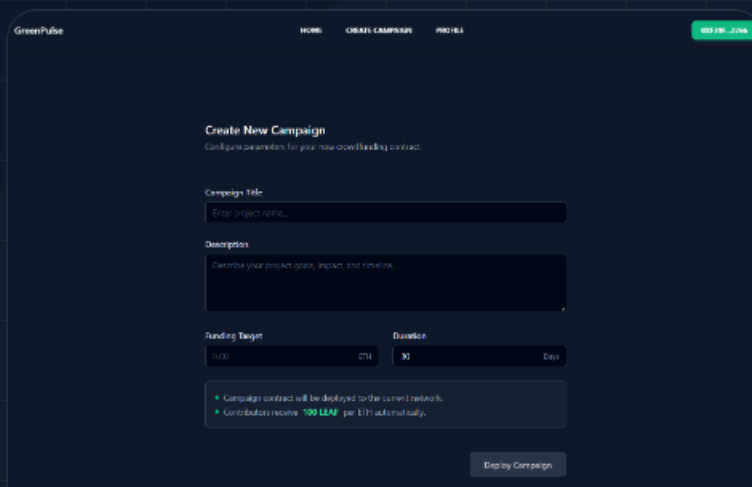 GreenPulse
HOME CREATE CAMPAIGN PROFILE
Create New Campaign
Configure parameters for your new crowdfunding contract.
Campaign Title
Enter project name...
Description
Describe your project goals, impact, and timeline.
Funding Target Duration
0.00 ETH Days
Campaign contract will be deployed to the current network.
Contributors receive 100 LEAF per ETH automatically.
Deploy Campaign